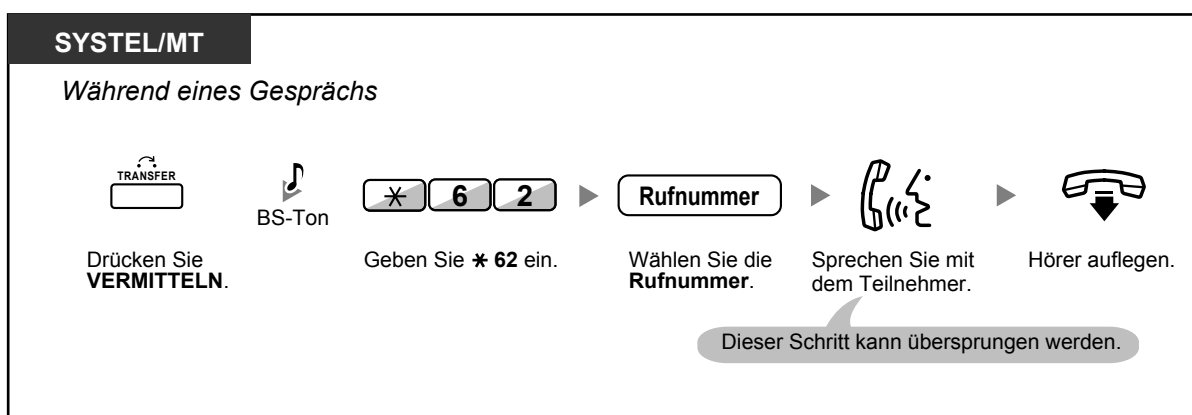 SYSTEL/MT
Während eines Gesprächs
TRANSFER
BS-Ton
✱ 6 2
Rufnummer
Drücken Sie
VERMITTELN.
Geben Sie ✱ 62 ein.
Wählen Sie die
Rufnummer.
Sprechen Sie mit
dem Teilnehmer.
Hörer auflegen.
Dieser Schritt kann übersprungen werden.